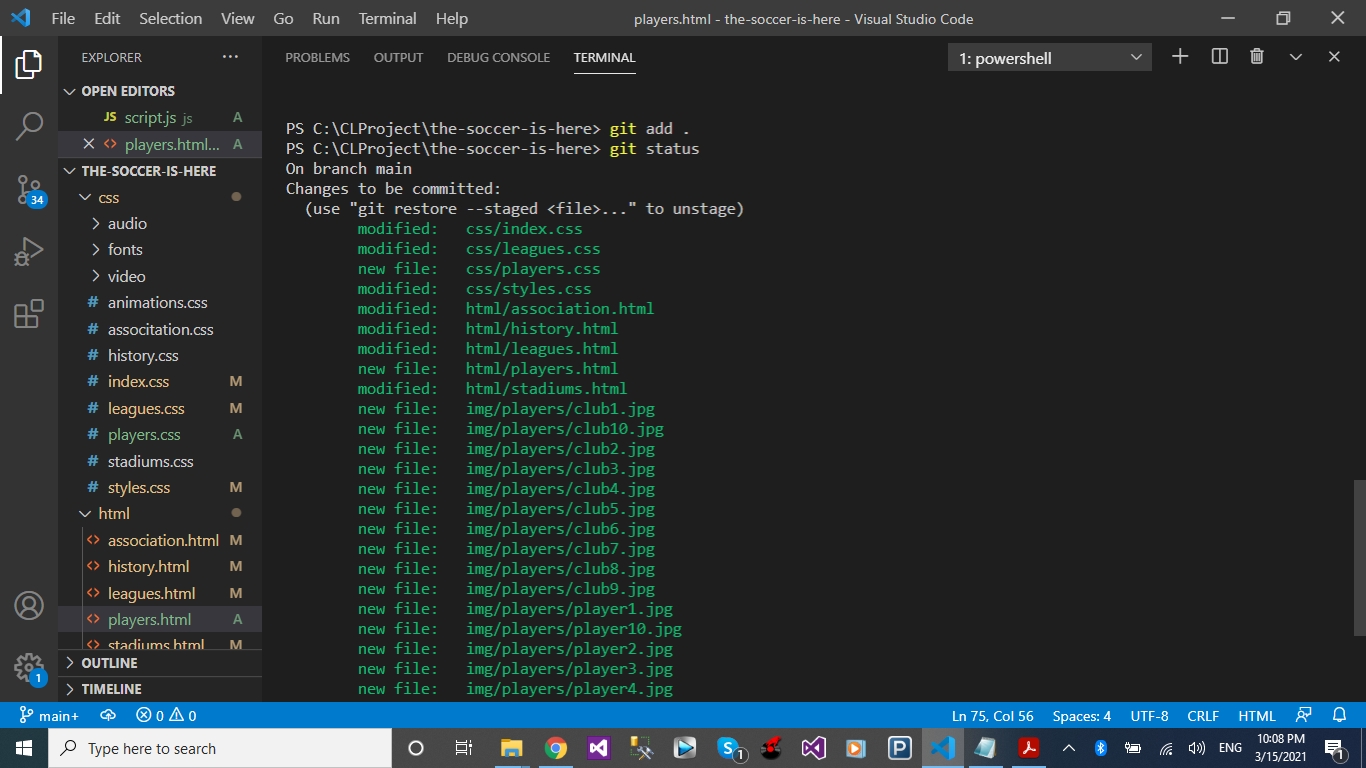 File Edit Selection View Go Run Terminal Help players.html - the-soccer-is-here - Visual Studio Code
EXPLORER ...
OPEN EDITORS
JS script.js js A
players.html... A
THE-SOCCER-IS-HERE
css
audio
fonts
video
# animations.css
# associtation.css
# history.css
# index.css M
# leagues.css M
# players.css A
# stadiums.css
# styles.css M
html
<> association.html M
<> history.html M
<> leagues.html M
<> players.html A
<> stadiums.html M
OUTLINE
TIMELINE
34
1
PROBLEMS OUTPUT DEBUG CONSOLE TERMINAL 1: powershell
PS C:\CLProject\the-soccer-is-here> git add .
PS C:\CLProject\the-soccer-is-here> git status
On branch main
Changes to be committed:
(use "git restore --staged <file>..." to unstage)
modified: css/index.css
modified: css/leagues.css
new file: css/players.css
modified: css/styles.css
modified: html/association.html
modified: html/history.html
modified: html/leagues.html
new file: html/players.html
modified: html/stadiums.html
new file: img/players/club1.jpg
new file: img/players/club10.jpg
new file: img/players/club2.jpg
new file: img/players/club3.jpg
new file: img/players/club4.jpg
new file: img/players/club5.jpg
new file: img/players/club6.jpg
new file: img/players/club7.jpg
new file: img/players/club8.jpg
new file: img/players/club9.jpg
new file: img/players/player1.jpg
new file: img/players/player10.jpg
new file: img/players/player2.jpg
new file: img/players/player3.jpg
new file: img/players/player4.jpg
main+ 0 0 Ln 75, Col 56 Spaces: 4 UTF-8 CRLF HTML
Type here to search
S 1
P
ENG
10:08 PM
3/15/2021
1